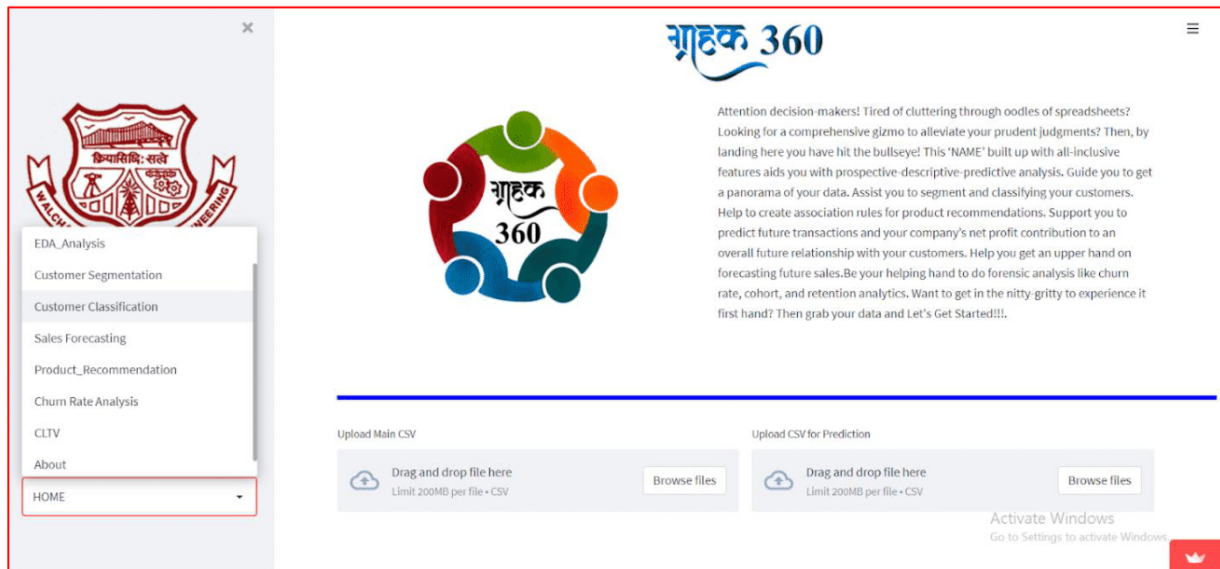 ×
ग्राहक 360
≡
क्रियासिद्धि: सत्वे
WALCH
EERING
ग्राहक
360
Attention decision-makers! Tired of cluttering through oodles of spreadsheets?
Looking for a comprehensive gizmo to alleviate your prudent judgments? Then, by
landing here you have hit the bullseye! This ‘NAME’ built up with all-inclusive
features aids you with prospective-descriptive-predictive analysis. Guide you to get
a panorama of your data. Assist you to segment and classifying your customers.
Help to create association rules for product recommendations. Support you to
predict future transactions and your company’s net profit contribution to an
overall future relationship with your customers. Help you get an upper hand on
forecasting future sales.Be your helping hand to do forensic analysis like churn
rate, cohort, and retention analytics. Want to get in the nitty-gritty to experience it
first hand? Then grab your data and Let's Get Started!!!.
EDA_Analysis
Customer Segmentation
Customer Classification
Sales Forecasting
Product_Recommendation
Churn Rate Analysis
CLTV
About
HOME
Upload Main CSV
Drag and drop file here
Limit 200MB per file • CSV
Browse files
Upload CSV for Prediction
Drag and drop file here
Limit 200MB per file • CSV
Browse files
Activate Windows
Go to Settings to activate Windows.